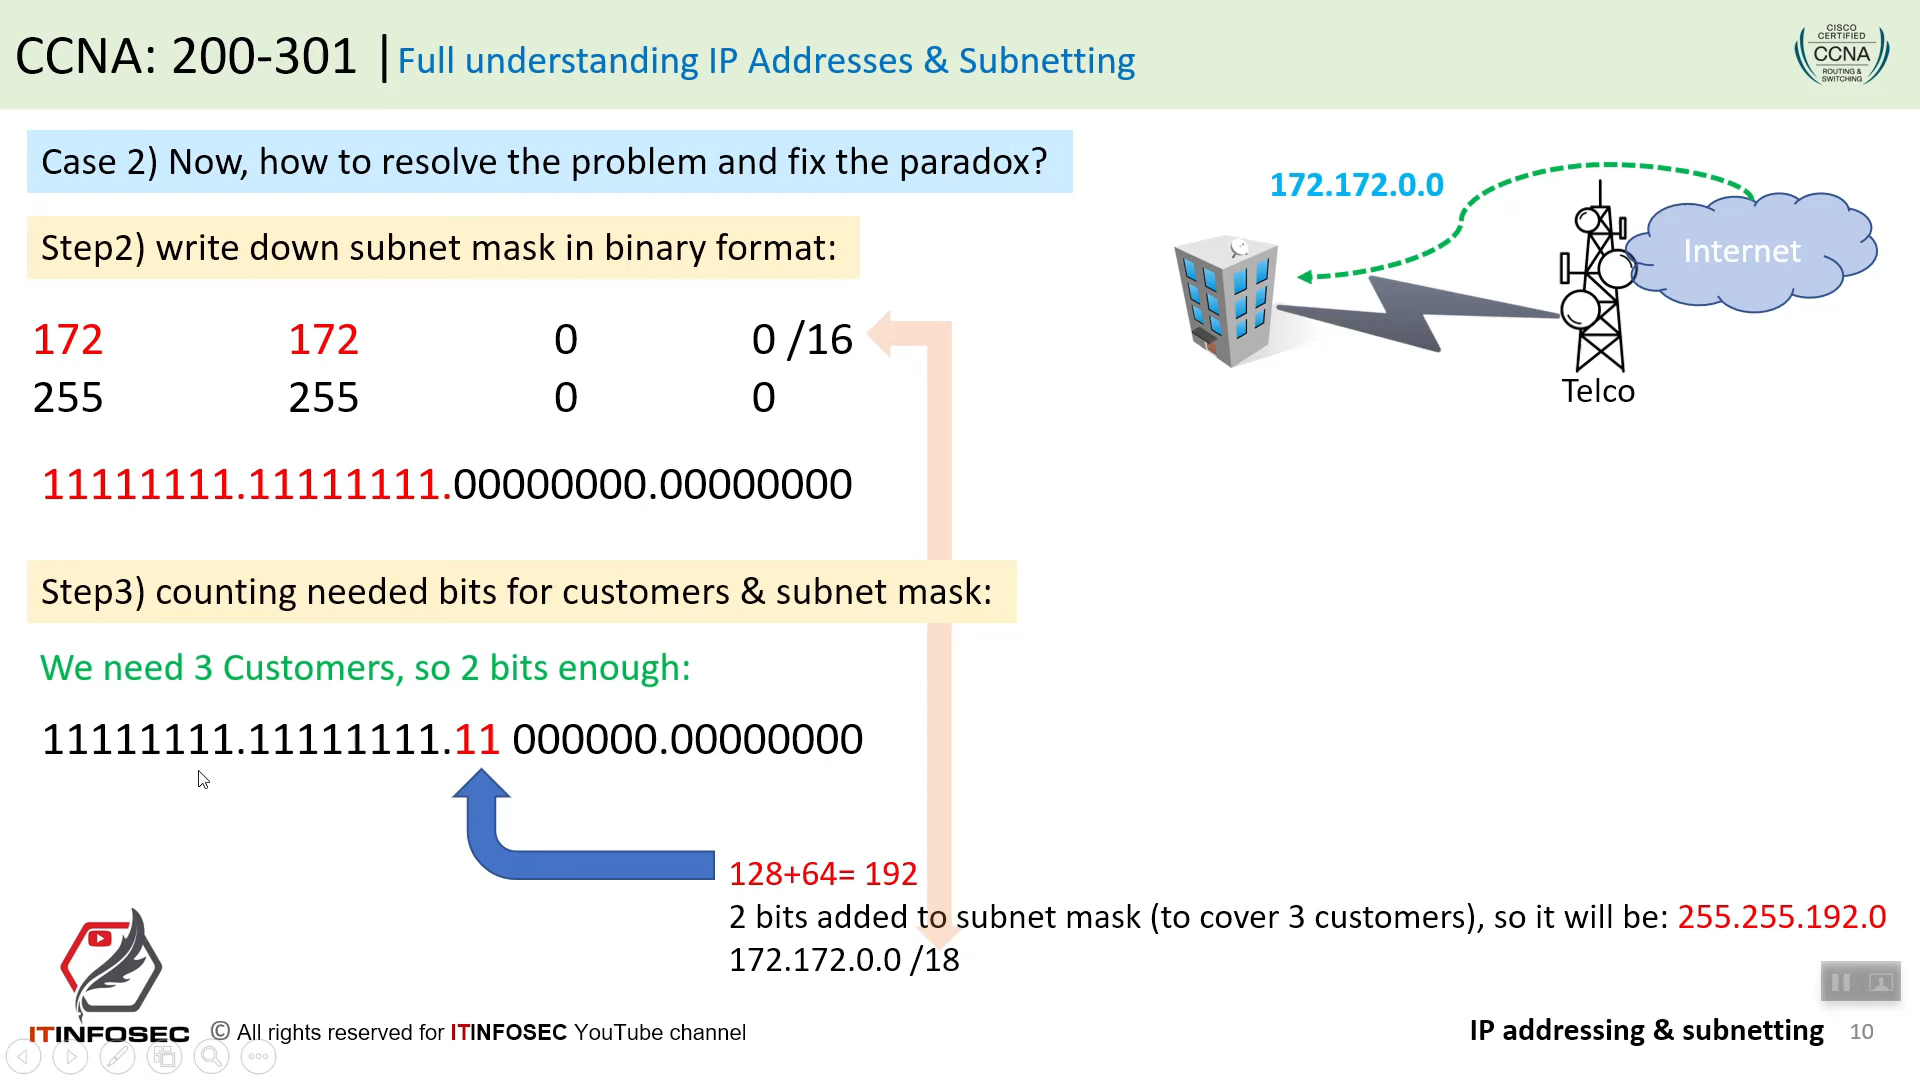 CCNA: 200-301 | Full understanding IP Addresses & Subnetting
CISCO
CERTIFIED
CCNA
ROUTING &
SWITCHING
Case 2) Now, how to resolve the problem and fix the paradox?
172.172.0.0
Internet
Telco
Step2) write down subnet mask in binary format:
172 172 0 0 /16
255 255 0 0
11111111.11111111.00000000.00000000
Step3) counting needed bits for customers & subnet mask:
We need 3 Customers, so 2 bits enough:
11111111.11111111.11 000000.00000000
128+64= 192
2 bits added to subnet mask (to cover 3 customers), so it will be: 255.255.192.0
172.172.0.0 /18
ITINFOSEC
© All rights reserved for ITINFOSEC YouTube channel
IP addressing & subnetting 10